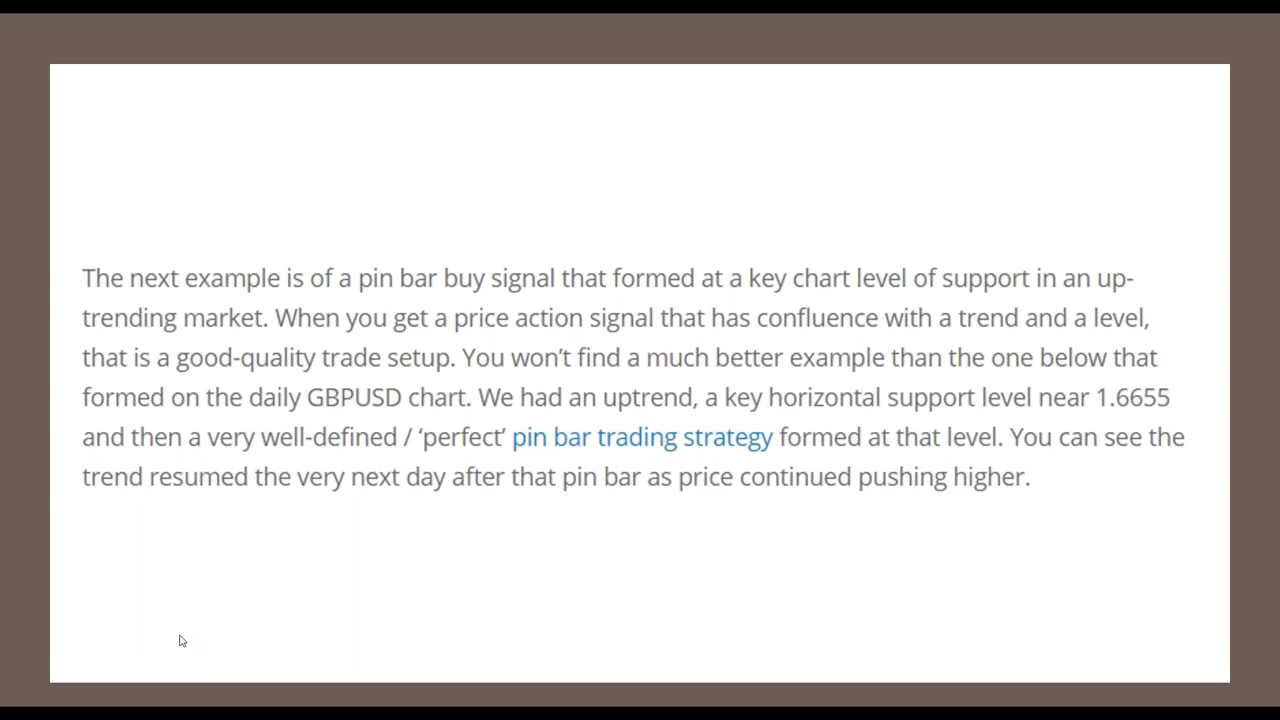 The next example is of a pin bar buy signal that formed at a key chart level of support in an up-
trending market. When you get a price action signal that has confluence with a trend and a level,
that is a good-quality trade setup. You won’t find a much better example than the one below that
formed on the daily GBPUSD chart. We had an uptrend, a key horizontal support level near 1.6655
and then a very well-defined / ‘perfect’ pin bar trading strategy formed at that level. You can see the
trend resumed the very next day after that pin bar as price continued pushing higher.